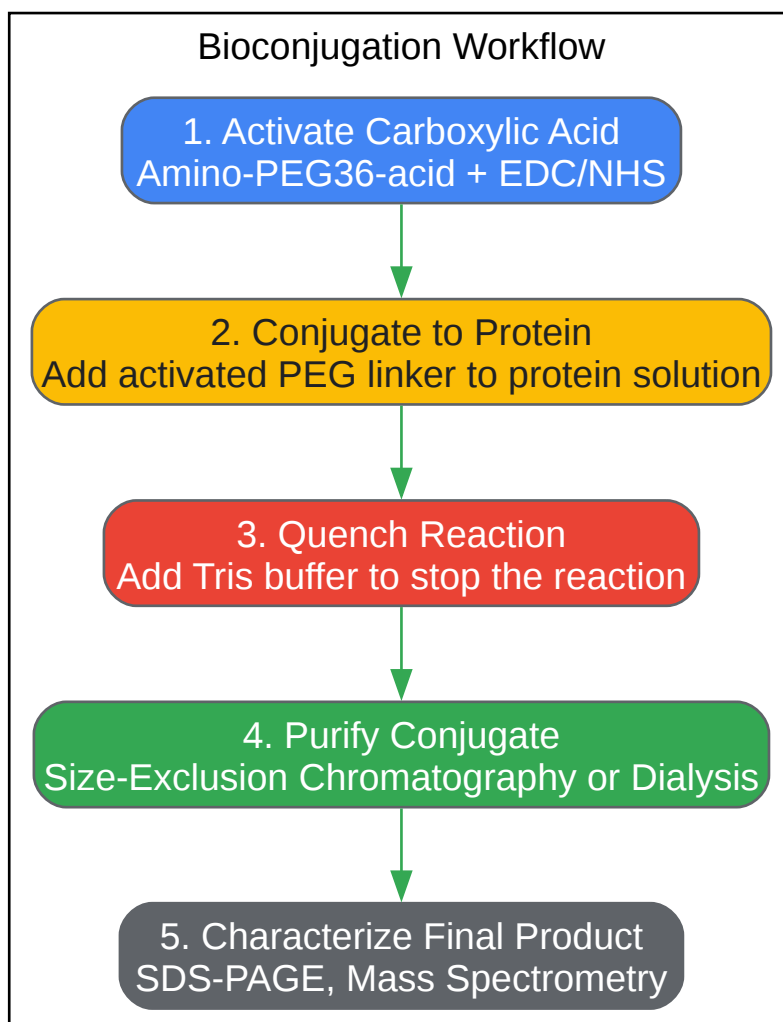 Bioconjugation Workflow
1. Activate Carboxylic Acid
Amino-PEG36-acid + EDC/NHS
2. Conjugate to Protein
Add activated PEG linker to protein solution
3. Quench Reaction
Add Tris buffer to stop the reaction
4. Purify Conjugate
Size-Exclusion Chromatography or Dialysis
5. Characterize Final Product
SDS-PAGE, Mass Spectrometry